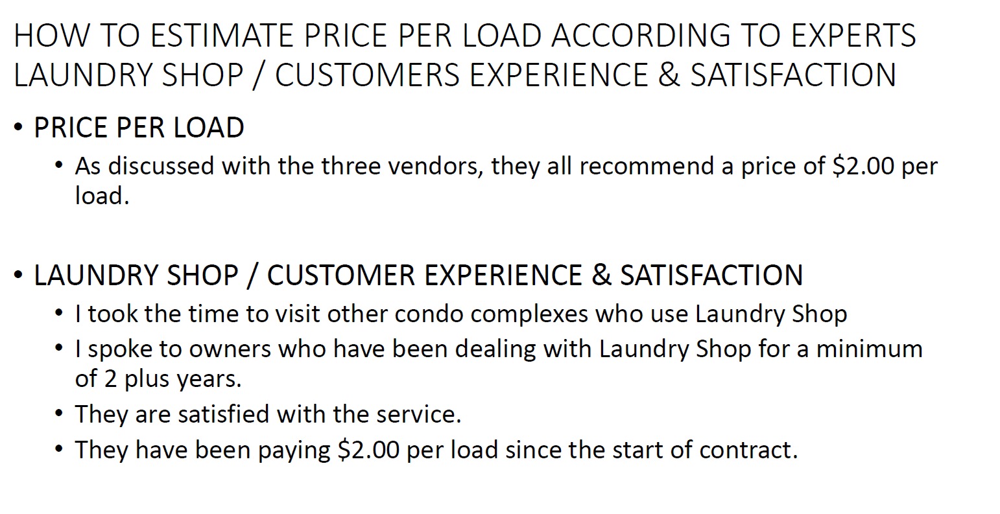 HOW TO ESTIMATE PRICE PER LOAD ACCORDING TO EXPERTS
LAUNDRY SHOP / CUSTOMERS EXPERIENCE & SATISFACTION
• PRICE PER LOAD
• As discussed with the three vendors, they all recommend a price of $2.00 per
load.
• LAUNDRY SHOP / CUSTOMER EXPERIENCE & SATISFACTION
• I took the time to visit other condo complexes who use Laundry Shop
• I spoke to owners who have been dealing with Laundry Shop for a minimum
of 2 plus years.
• They are satisfied with the service.
• They have been paying $2.00 per load since the start of contract.